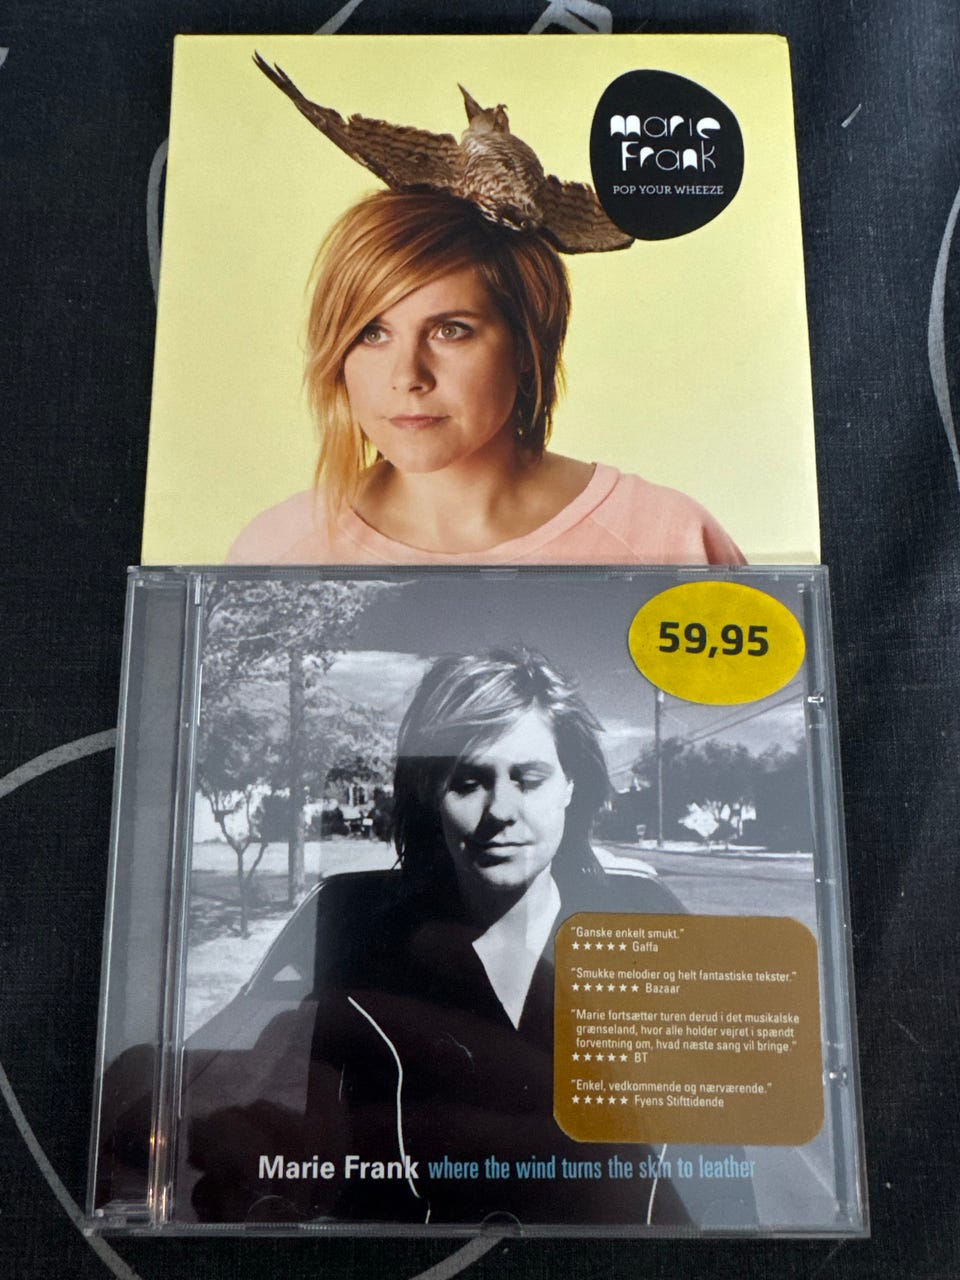 marie
Frank
POP YOUR WHEEZE
59,95
"Ganske enkelt smukt."
★★★★★ Gaffa
"Smukke melodier og helt fantastiske tekster."
★★★★★★ Bazaar
"Marie fortsætter turen derud i det musikalske
grænseland, hvor alle holder vejret i spændt
forventning om, hvad næste sang vil bringe."
★★★★★ BT
"Enkel, vedkommende og nærværende."
★★★★★ Fyens Stifttidende
Marie Frank where the wind turns the skin to leather